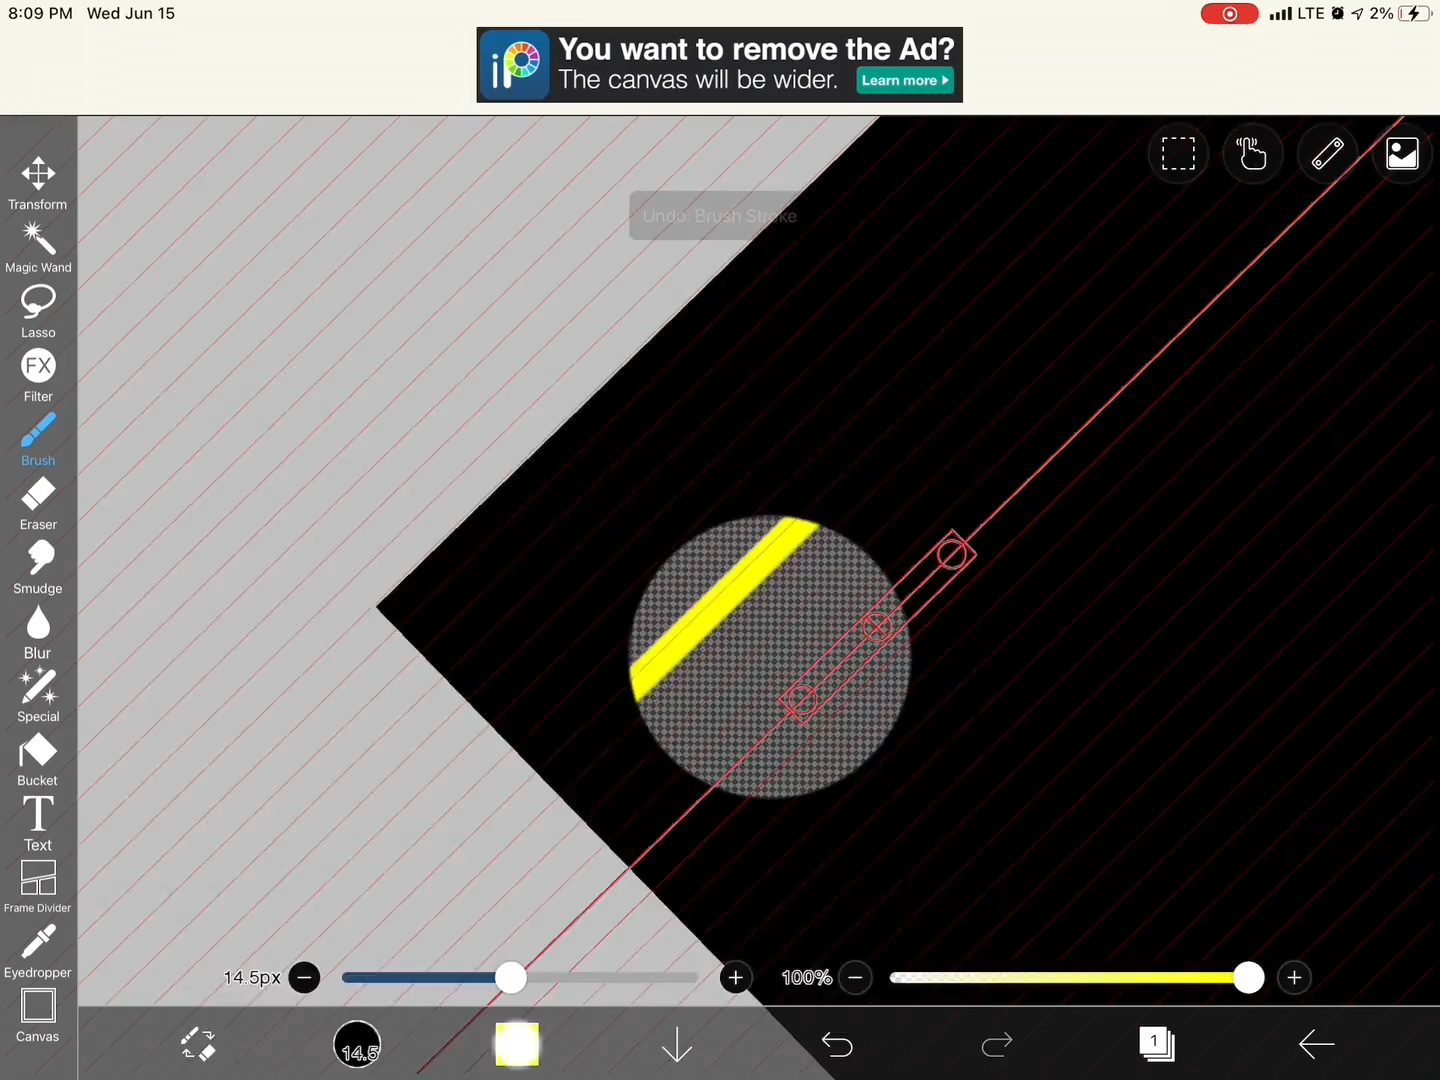 8:09 PM Wed Jun 15
LTE 2%
You want to remove the Ad?
The canvas will be wider. Learn more
iP
Undo: Brush Stroke
Transform
Magic Wand
Lasso
FX
Filter
Brush
Eraser
Smudge
Blur
Special
Bucket
T
Text
Frame Divider
Eyedropper
Canvas
14.5px
100%
14.5
1